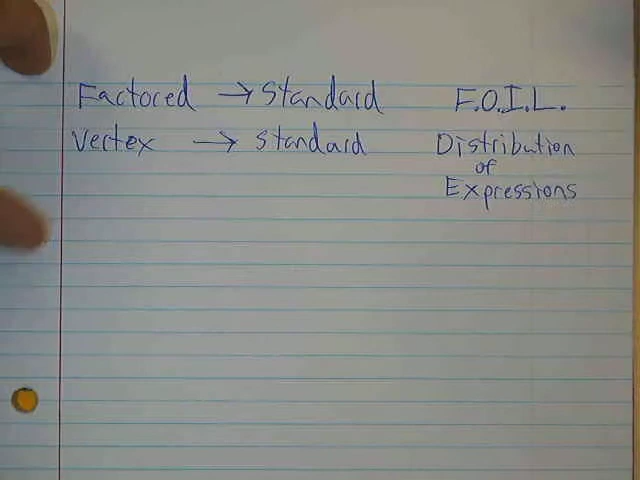 Factored → Standard F.O.I.L.
Vertex → Standard Distribution
of
Expressions